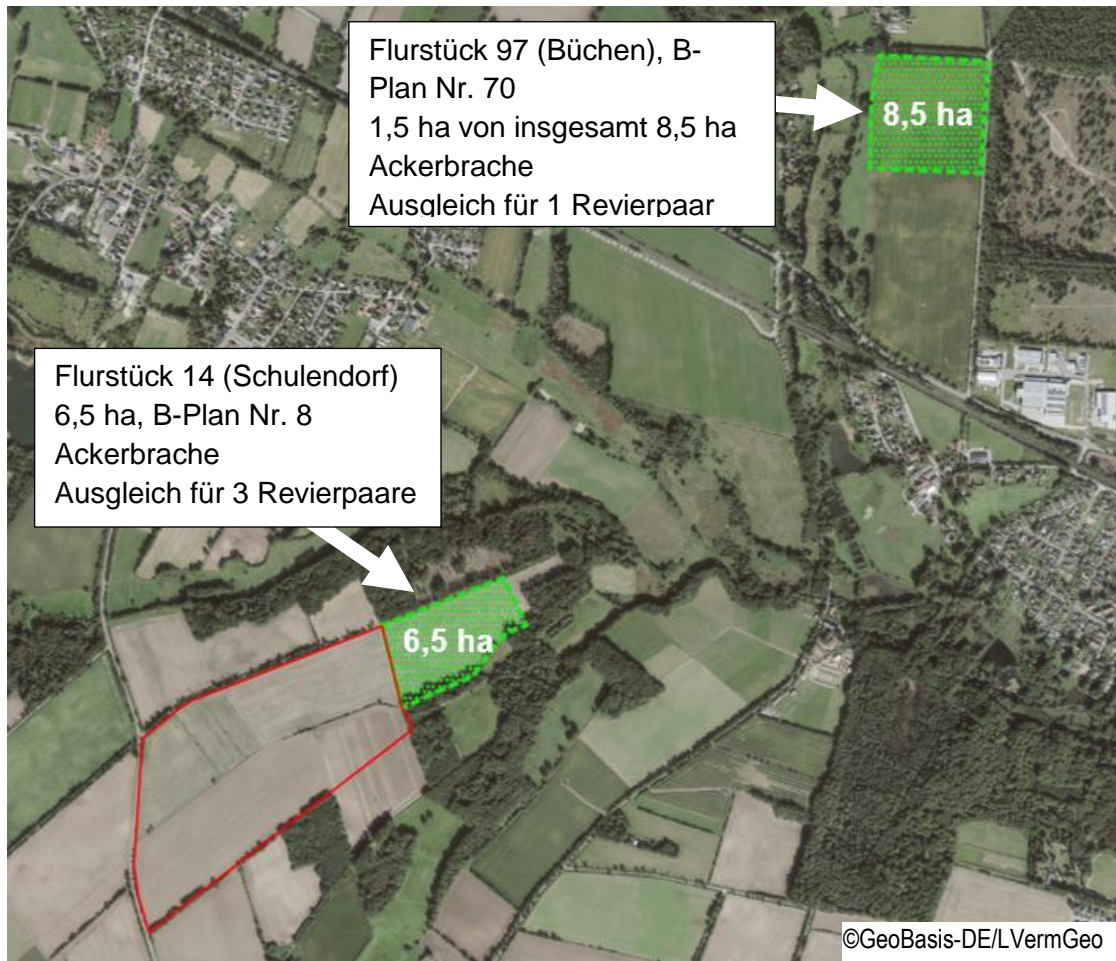 Flurstück 97 (Büchen), B-
Plan Nr. 70
1,5 ha von insgesamt 8,5 ha
Ackerbrache
Ausgleich für 1 Revierpaar
8,5 ha
Flurstück 14 (Schulendorf)
6,5 ha, B-Plan Nr. 8
Ackerbrache
Ausgleich für 3 Revierpaare
6,5 ha
©GeoBasis-DE/LVermGeo